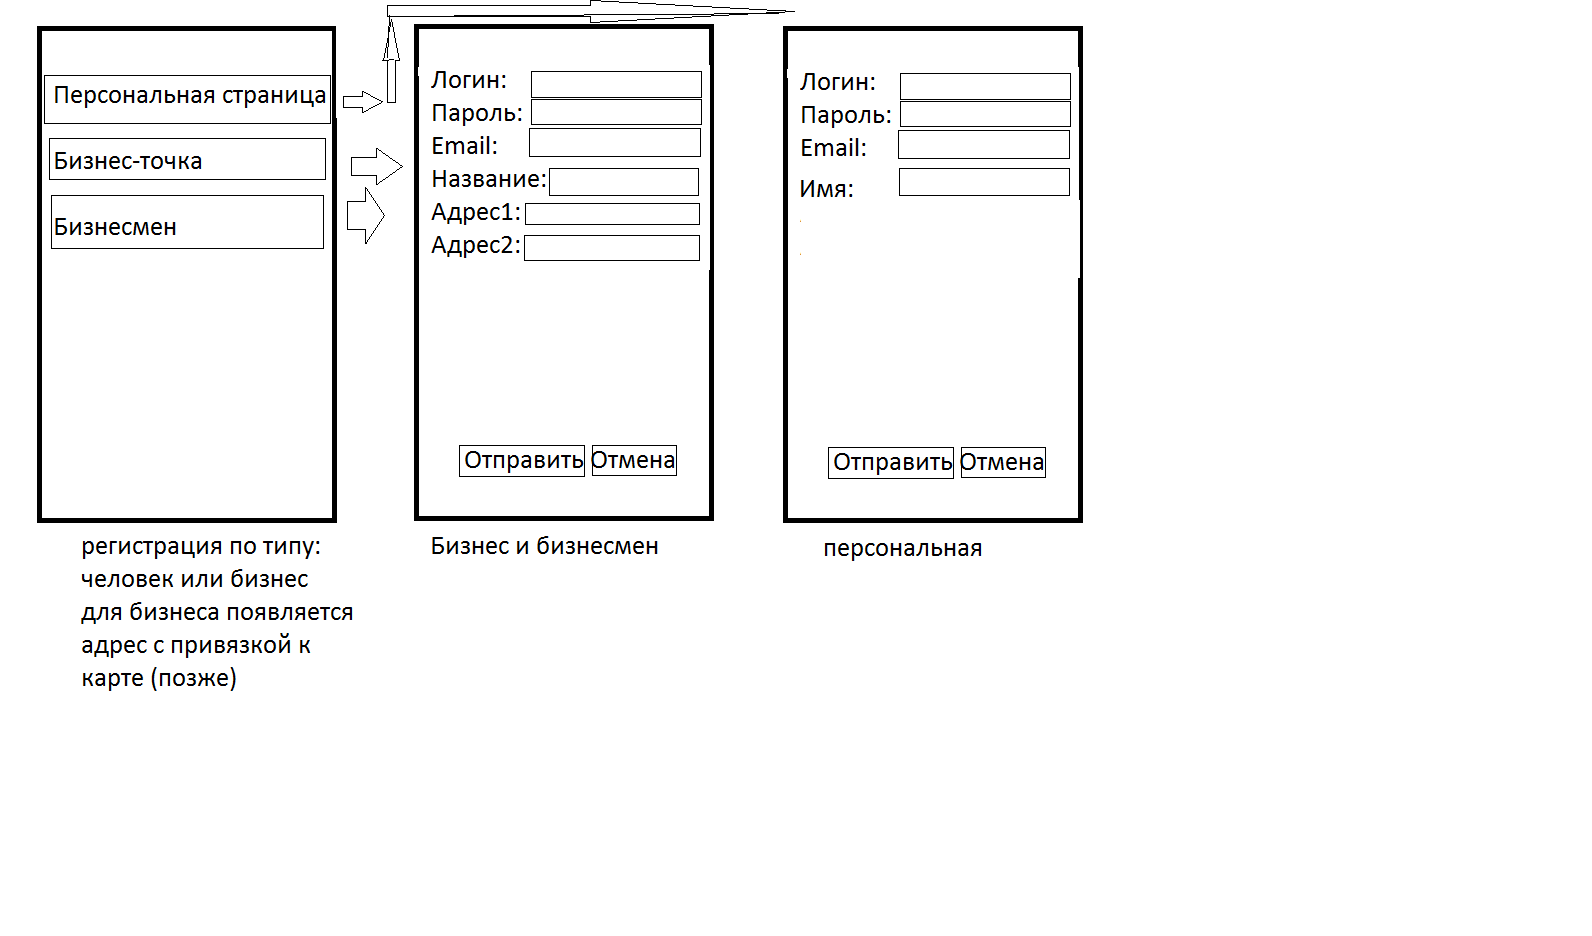 Персональная страница
Бизнес-точка
Бизнесмен
регистрация по типу:
человек или бизнес
для бизнеса появляется
адрес с привязкой к
карте (позже)
Логин:
Пароль:
Email:
Название:
Адрес1:
Адрес2:
Отправить Отмена
Бизнес и бизнесмен
Логин:
Пароль:
Email:
Имя:
Отправить Отмена
персональная